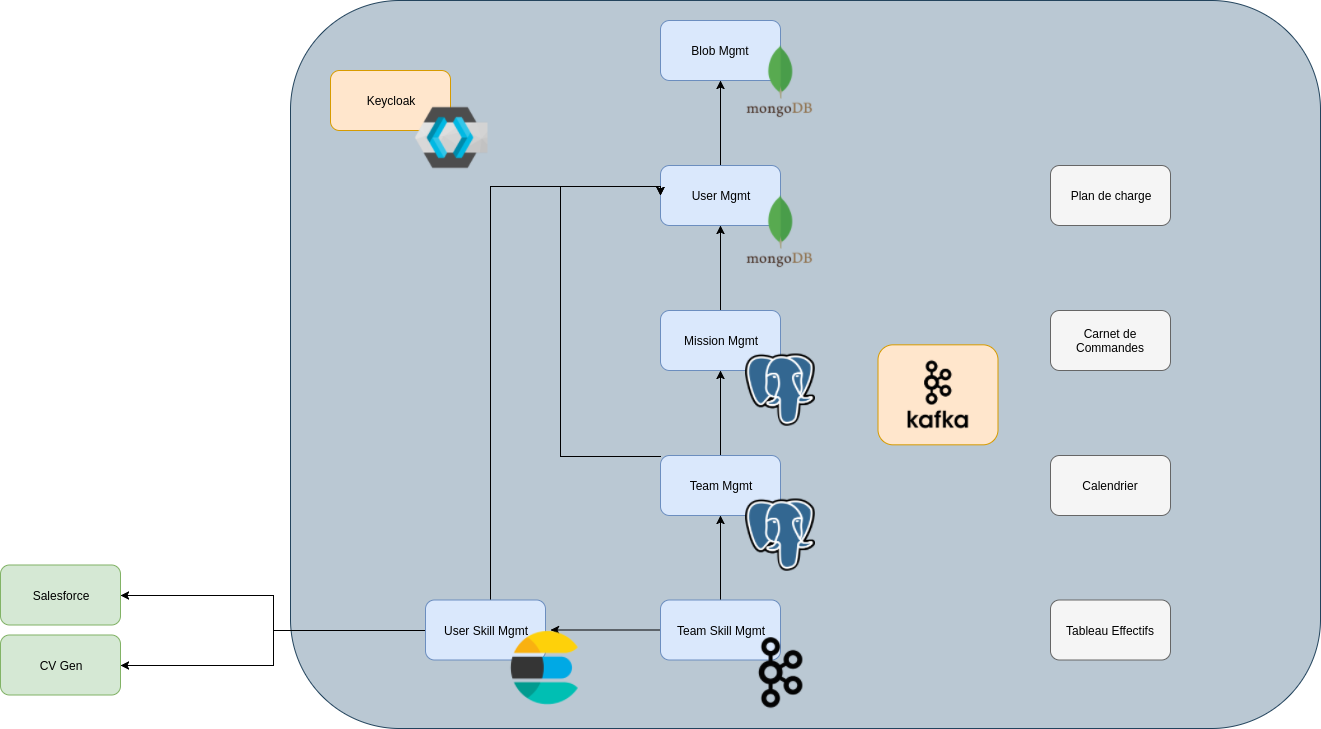 Blob Mgmt
mongoDB
Keycloak
User Mgmt
mongoDB
Plan de charge
Mission Mgmt
Carnet de
Commandes
kafka
Team Mgmt
Calendrier
Salesforce
User Skill Mgmt
Team Skill Mgmt
Tableau Effectifs
CV Gen